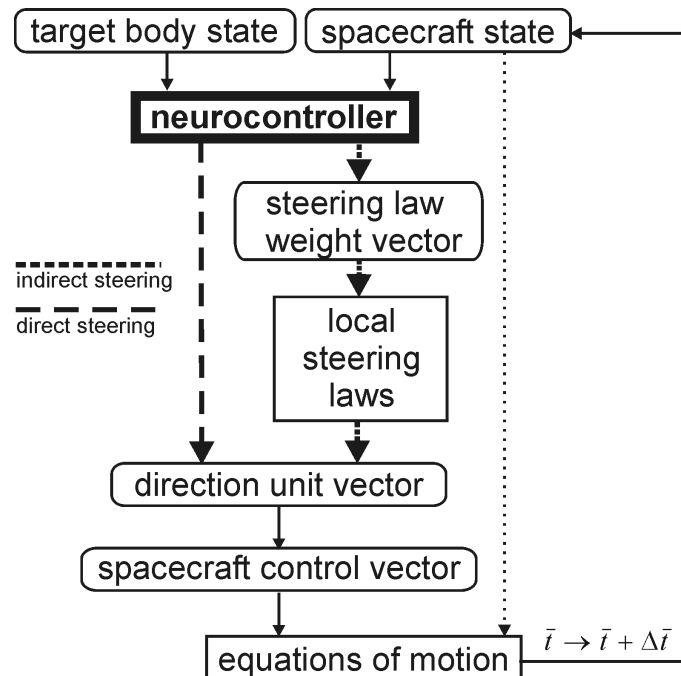 target body state
spacecraft state
neurocontroller
steering law
weight vector
indirect steering
direct steering
local
steering
laws
direction unit vector
spacecraft control vector
t̄ → t̄ + Δt̄
equations of motion